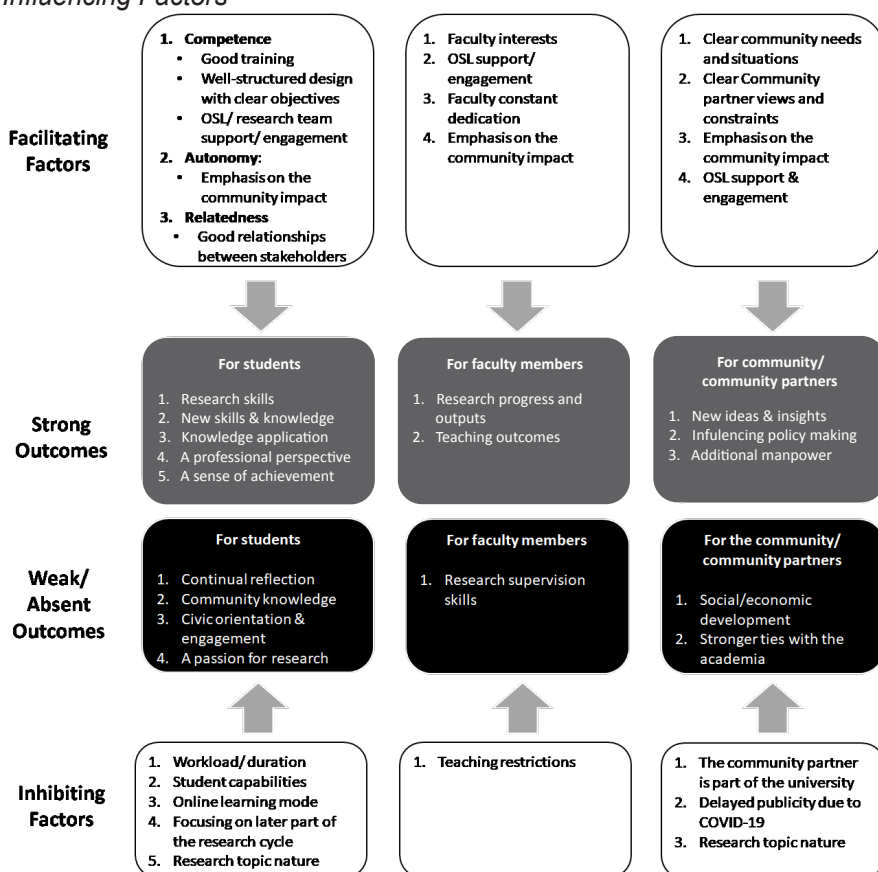 Influencing Factors
Facilitating
Factors
1. Competence
• Good training
• Well-structured design
with clear objectives
• OSL/ research team
support/ engagement
2. Autonomy:
• Emphasis on the
community impact
3. Relatedness
• Good relationships
between stakeholders
1. Faculty interests
2. OSL support/
engagement
3. Faculty constant
dedication
4. Emphasis on the
community impact
1. Clear community needs
and situations
2. Clear Community
partner views and
constraints
3. Emphasis on the
community impact
4. OSL support &
engagement
Strong
Outcomes
For students
1. Research skills
2. New skills & knowledge
3. Knowledge application
4. A professional perspective
5. A sense of achievement
For faculty members
1. Research progress and
outputs
2. Teaching outcomes
For community/
community partners
1. New ideas & insights
2. Infulencing policy making
3. Additional manpower
Weak/
Absent
Outcomes
For students
1. Continual reflection
2. Community knowledge
3. Civic orientation &
engagement
4. A passion for research
For faculty members
1. Research supervision
skills
For the community/
community partners
1. Social/economic
development
2. Stronger ties with the
academia
Inhibiting
Factors
1. Workload/ duration
2. Student capabilities
3. Online learning mode
4. Focusing on later part of
the research cycle
5. Research topic nature
1. Teaching restrictions
1. The community partner
is part of the university
2. Delayed publicity due to
COVID-19
3. Research topic nature